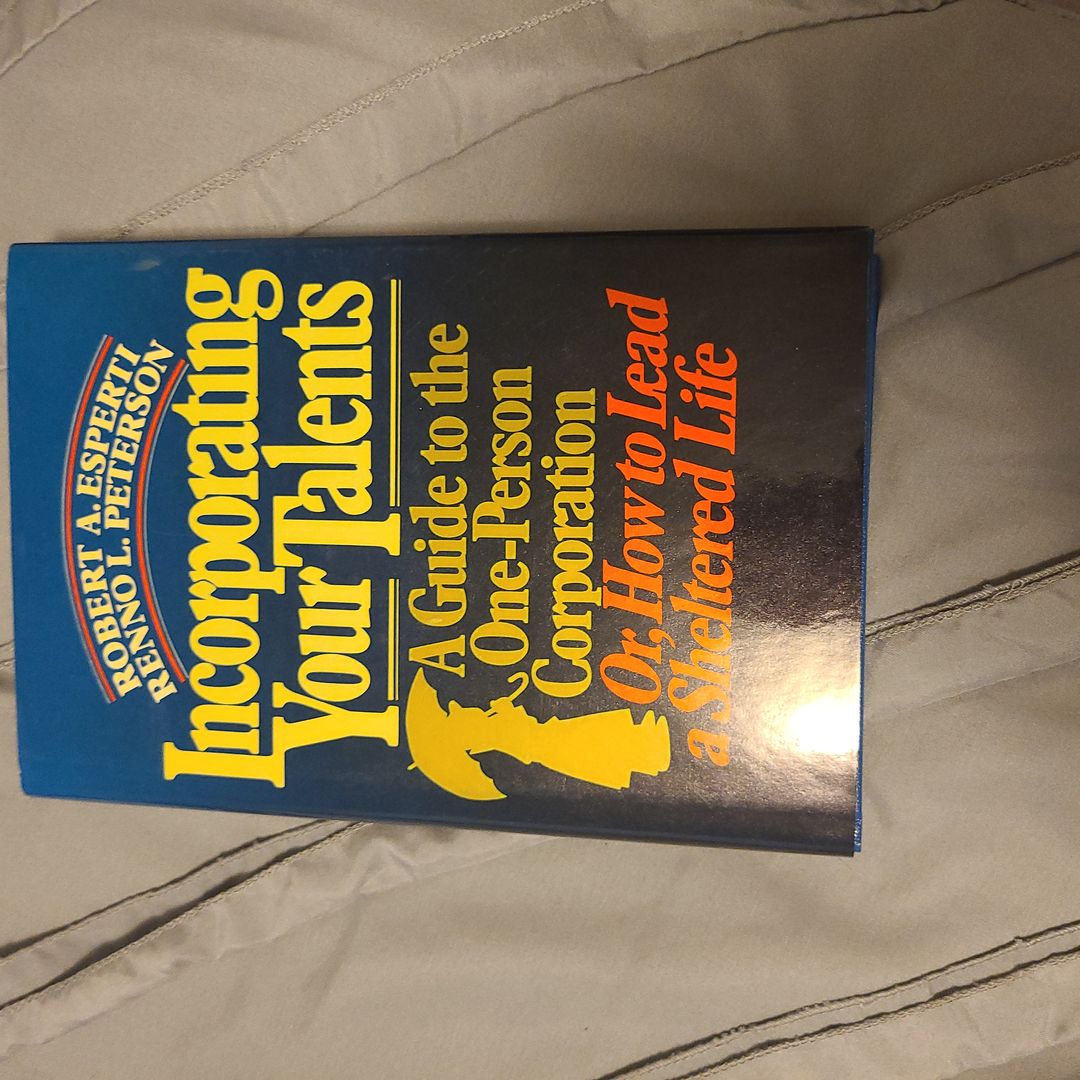 ROBERT A. ESPERTI
RENNO L. PETERSON
Incorporating
Your Talents
A Guide to the
One-Person
Corporation
Or, How to Lead
a Sheltered Life